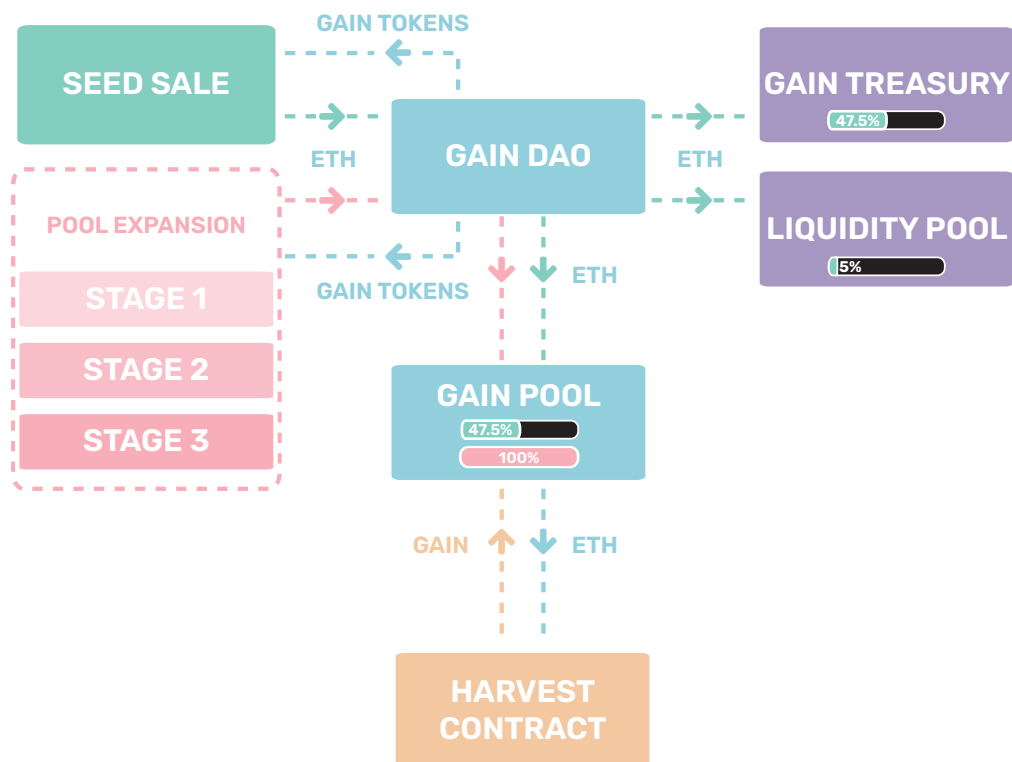 GAIN TOKENS
SEED SALE
ETH
GAIN DAO
ETH
GAIN TREASURY
47.5%
LIQUIDITY POOL
5%
POOL EXPANSION
STAGE 1
STAGE 2
STAGE 3
GAIN TOKENS
ETH
GAIN POOL
47.5%
100%
GAIN
ETH
HARVEST
CONTRACT